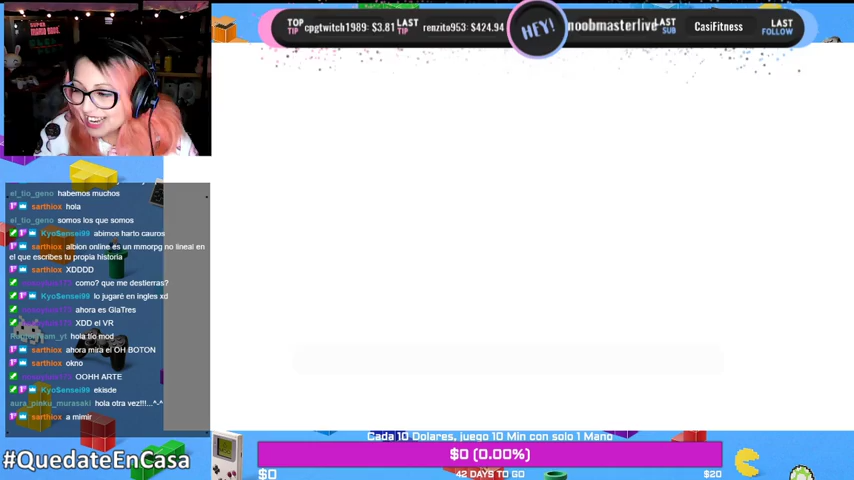 SUPER
TOP TIP cpgtwitch1989: $3.81 LAST TIP renzito953: $424.94 HEY! noobmasterlive LAST SUB CasiFitness LAST FOLLOW
el_tio_geno habemos muchos
sarthiox hola
el_tio_geno somos los que somos
KyoSensei99 abimos harto cauros
sarthiox albion online es un mmorpg no lineal en
el que escribes tu propia historia
sarthiox XDDDD
como? que me destierras?
KyoSensei99 lo jugaré en ingles xd
ahora es GlaTres
XDD el VR
hola tio mod
sarthiox ahora mira el OH BOTON
sarthiox okno
OOHH ARTE
KyoSensei99 ekisde
aura_pinku_murasaki hola otra vez!!!...^-^
sarthiox a mimir
#QuedateEnCasa
Cada 10 Dolares, juego 10 Min con solo 1 Mano
$0 (0.00%)
$0 42 DAYS TO GO $20